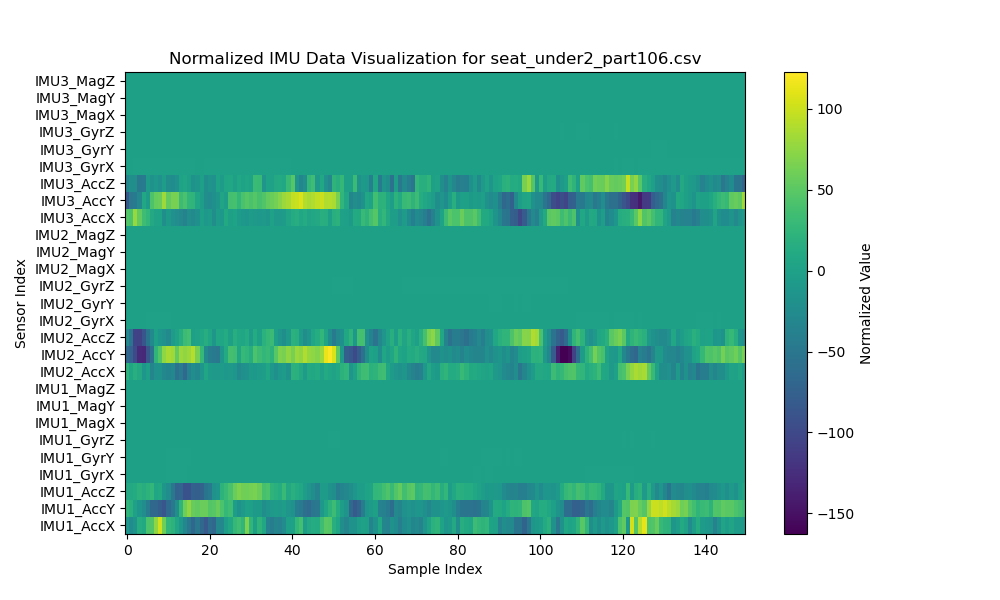 Normalized IMU Data Visualization for seat_under2_part106.csv
IMU3_MagZ
IMU3_MagY
IMU3_MagX
IMU3_GyrZ
IMU3_GyrY
IMU3_GyrX
IMU3_AccZ
IMU3_AccY
IMU3_AccX
IMU2_MagZ
IMU2_MagY
IMU2_MagX
IMU2_GyrZ
IMU2_GyrY
IMU2_GyrX
IMU2_AccZ
IMU2_AccY
IMU2_AccX
IMU1_MagZ
IMU1_MagY
IMU1_MagX
IMU1_GyrZ
IMU1_GyrY
IMU1_GyrX
IMU1_AccZ
IMU1_AccY
IMU1_AccX
Sensor Index
0 20 40 60 80 100 120 140
Sample Index
100
50
0
−50
−100
−150
Normalized Value